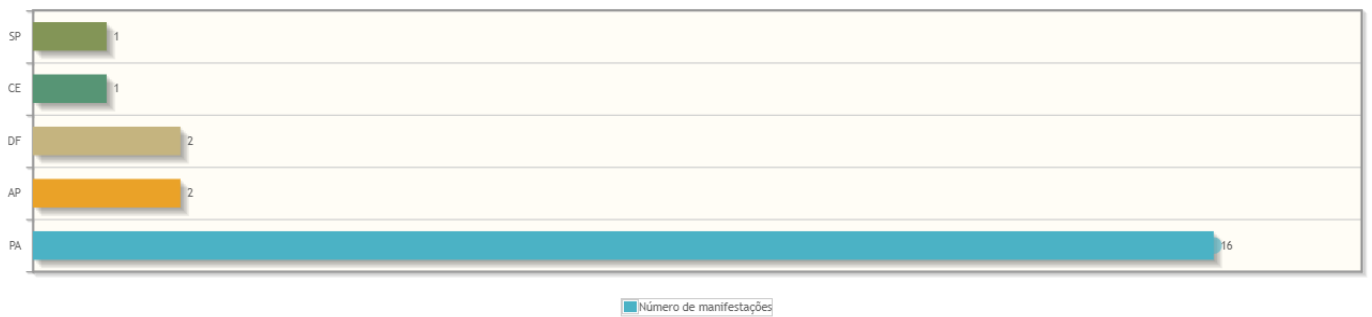 SP 1
CE 1
DF 2
AP 2
PA 16
Número de manifestações